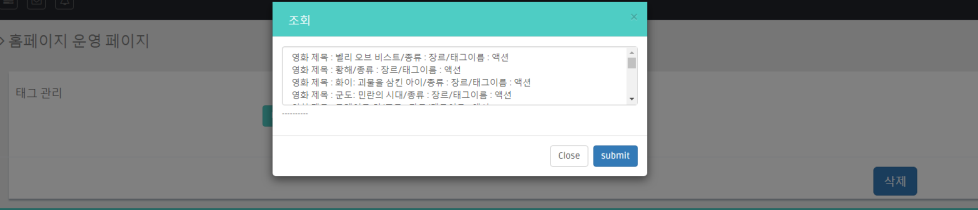 조회
×
홈페이지 운영 페이지
영화 제목 : 벨리 오브 비스트/종류 : 장르/태그이름 : 액션
영화 제목 : 황해/종류 : 장르/태그이름 : 액션
영화 제목 : 화이: 괴물을 삼킨 아이/종류 : 장르/태그이름 : 액션
영화 제목 : 군도: 민란의 시대/종류 : 장르/태그이름 : 액션
태그 관리
----------
Close
submit
삭제